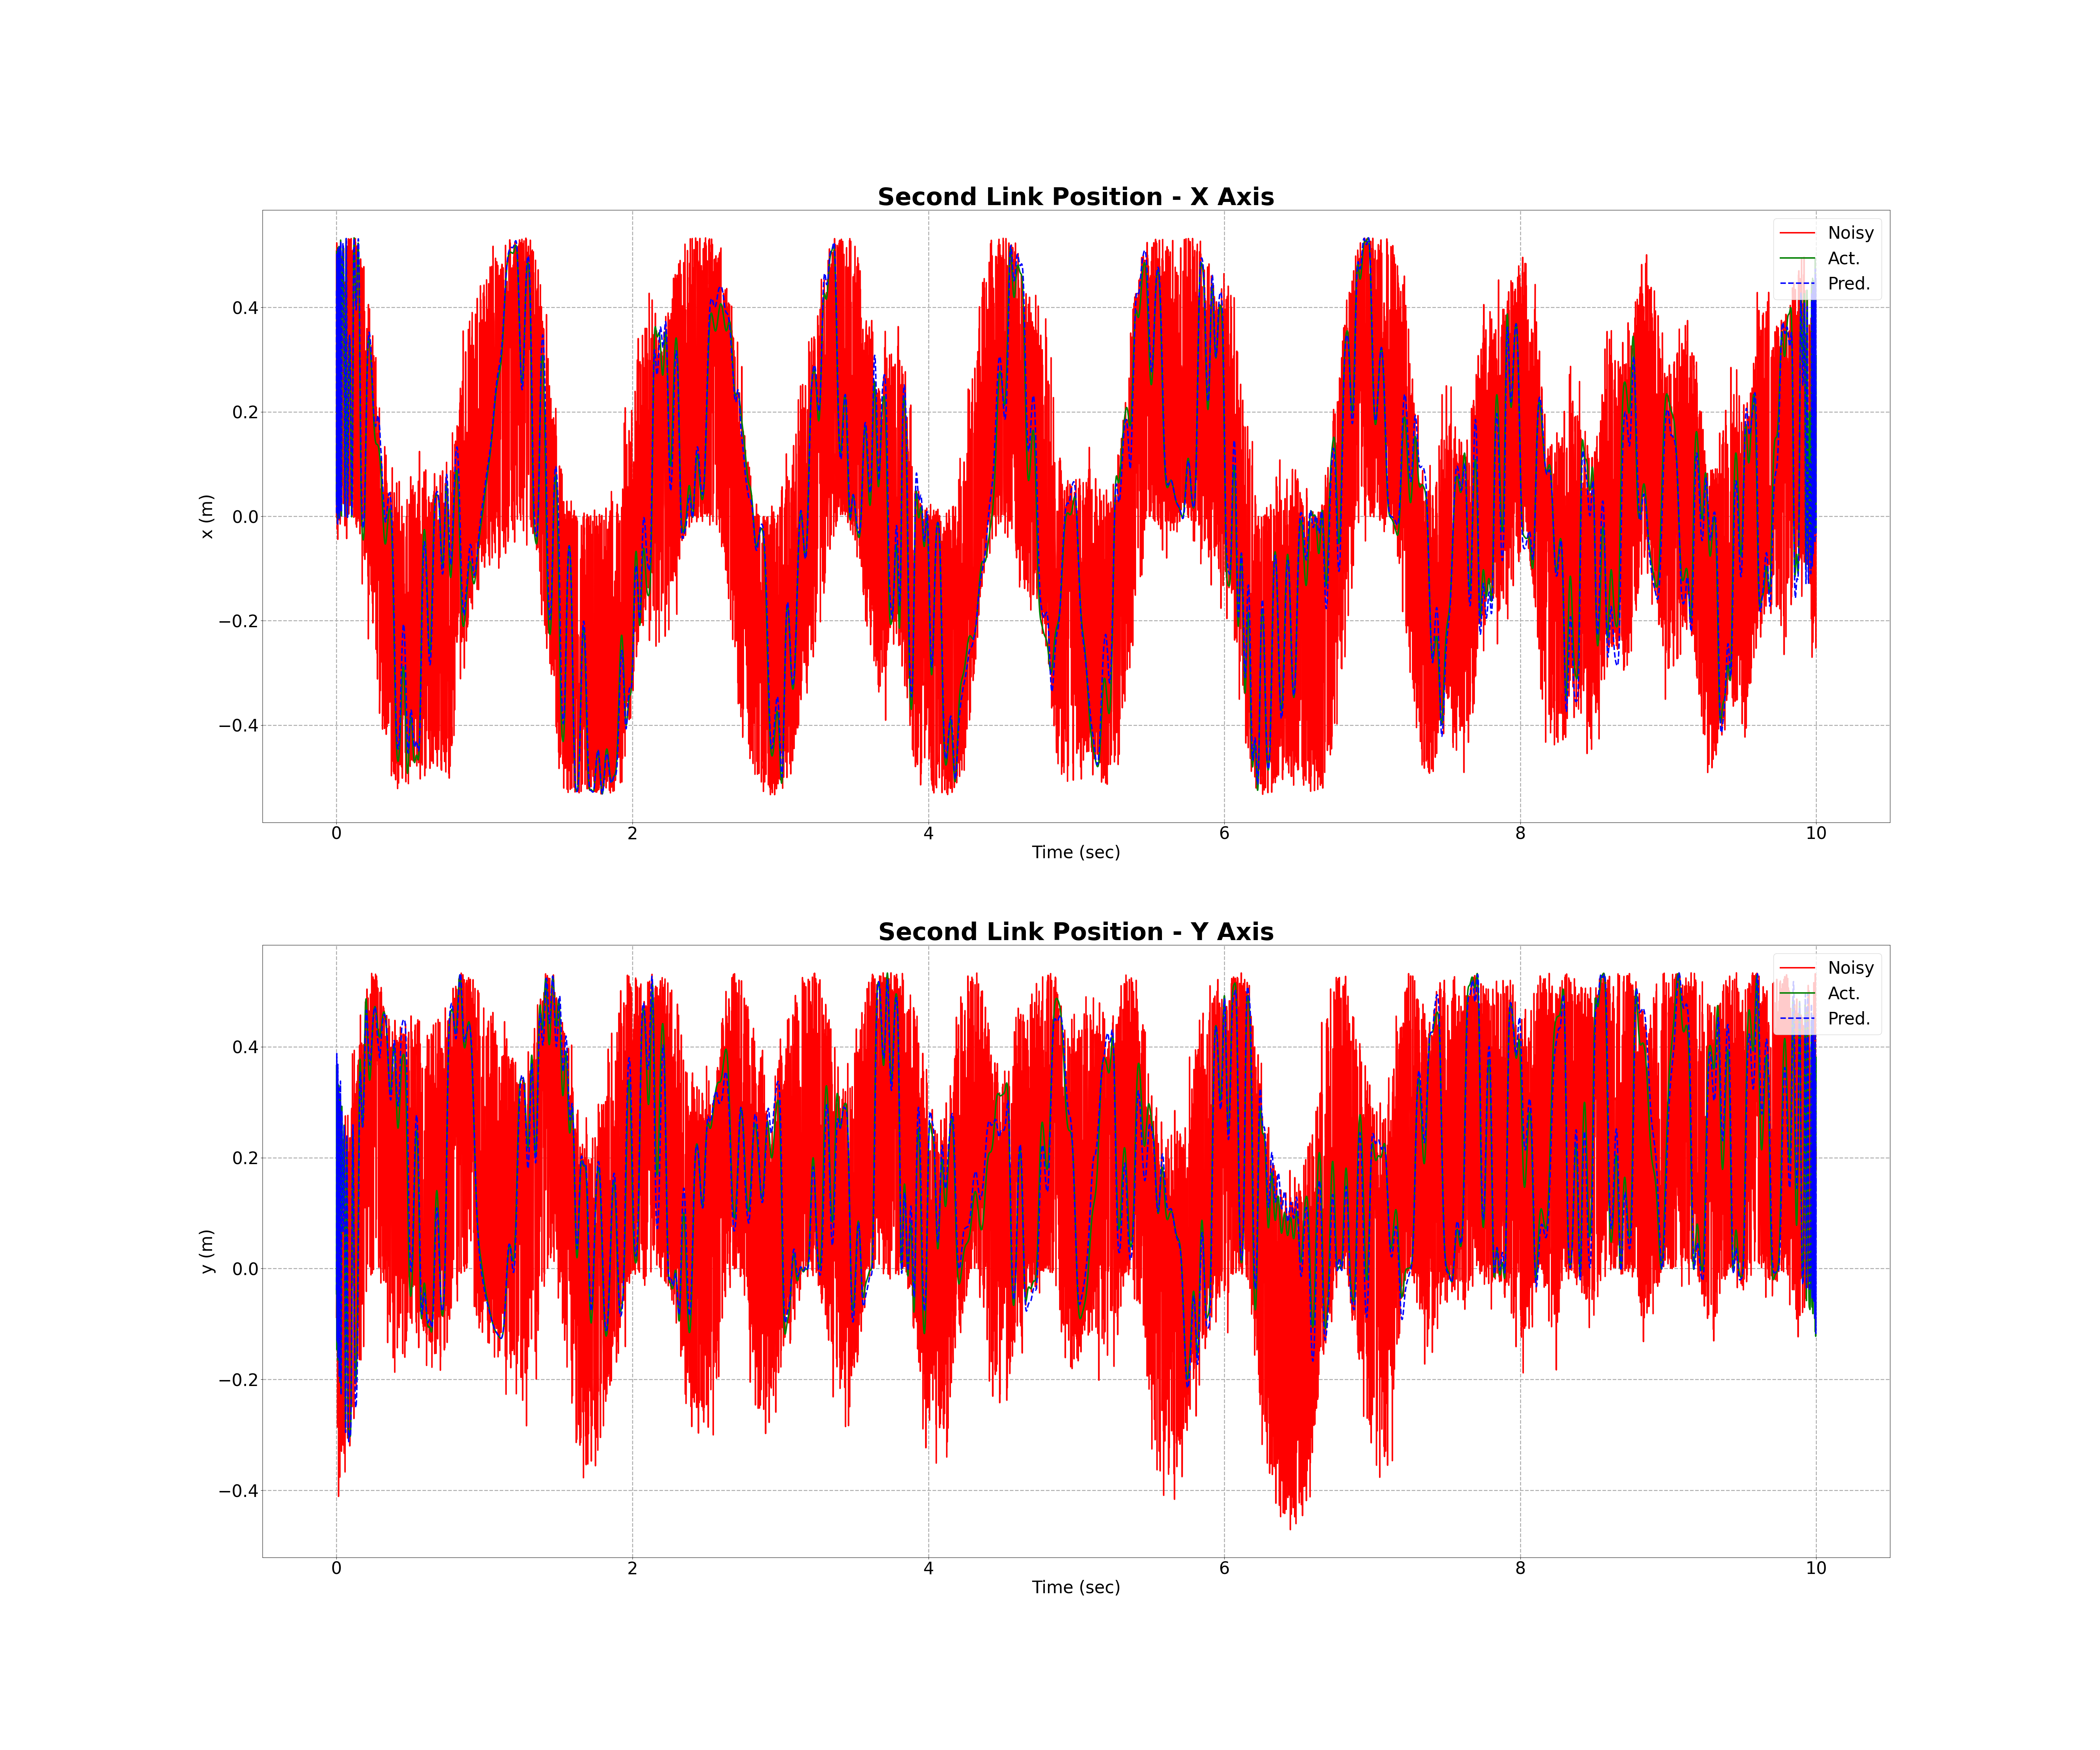 Second Link Position - X Axis
Noisy
Act.
Pred.
0.4
0.2
0.0
−0.2
−0.4
x (m)
0 2 4 6 8 10
Time (sec)
Second Link Position - Y Axis
Noisy
Act.
Pred.
0.4
0.2
0.0
−0.2
−0.4
y (m)
0 2 4 6 8 10
Time (sec)